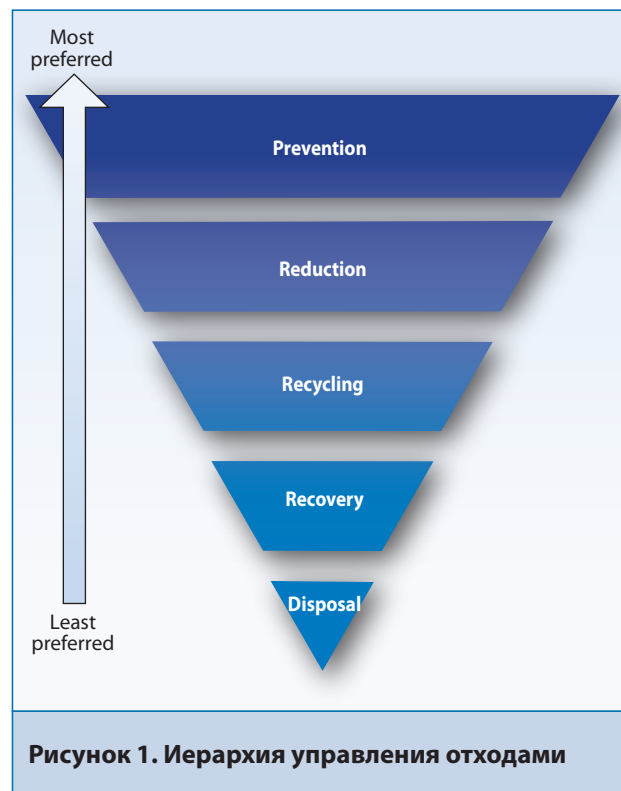 Most
preferred
Prevention
Reduction
Recycling
Recovery
Disposal
Least
preferred
Рисунок 1. Иерархия управления отходами